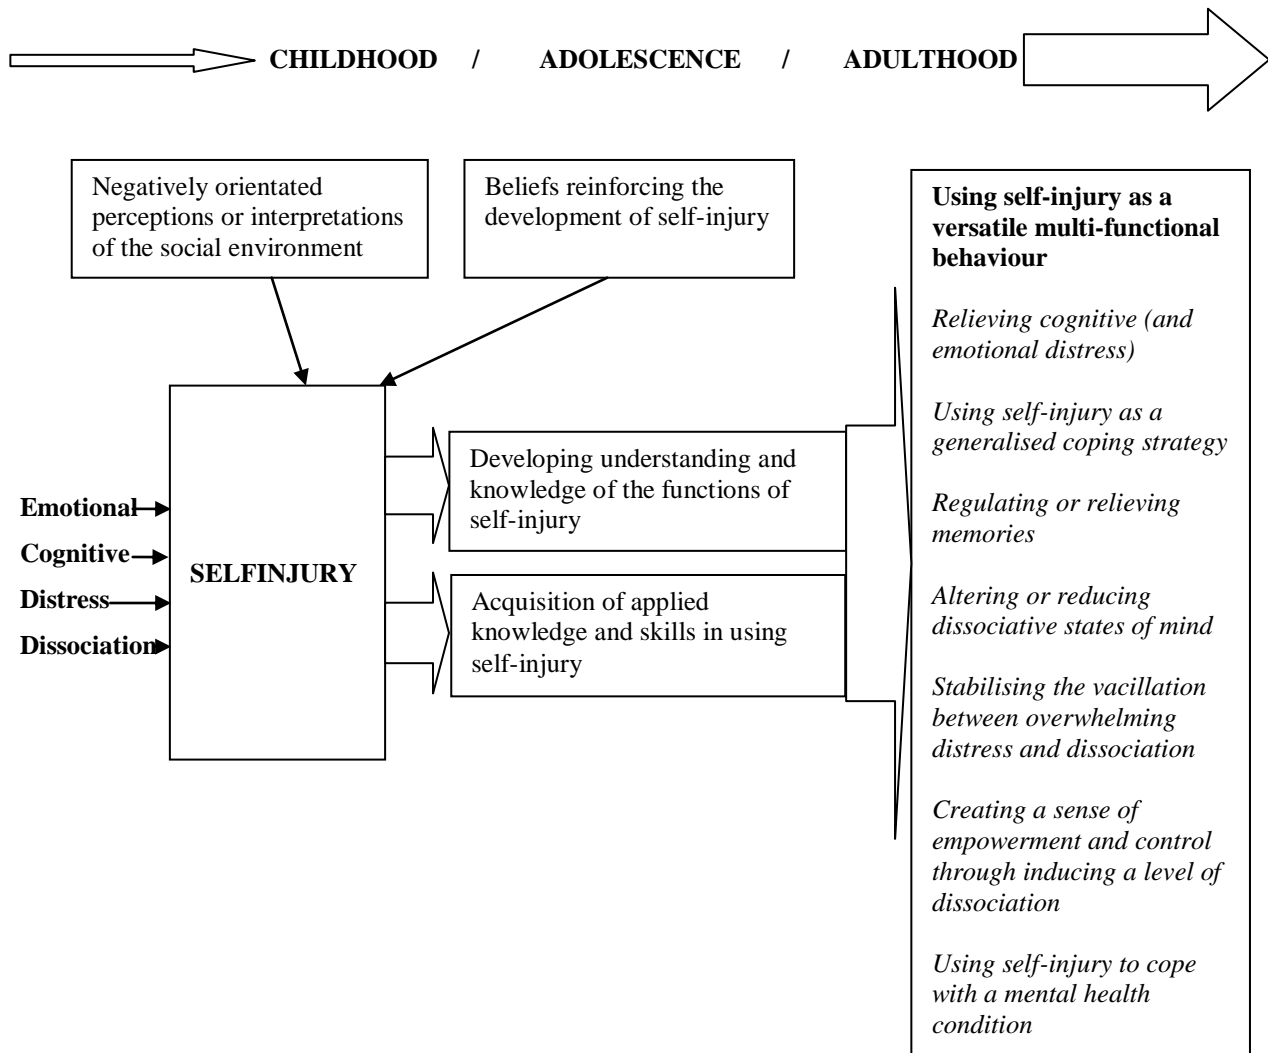 CHILDHOOD / ADOLESCENCE / ADULTHOOD
Negatively orientated
perceptions or interpretations
of the social environment
Beliefs reinforcing the
development of self-injury
Emotional
Cognitive
Distress
Dissociation
SELFINJURY
Developing understanding and
knowledge of the functions of
self-injury
Acquisition of applied
knowledge and skills in using
self-injury
Using self-injury as a
versatile multi-functional
behaviour
Relieving cognitive (and
emotional distress)
Using self-injury as a
generalised coping strategy
Regulating or relieving
memories
Altering or reducing
dissociative states of mind
Stabilising the vacillation
between overwhelming
distress and dissociation
Creating a sense of
empowerment and control
through inducing a level of
dissociation
Using self-injury to cope
with a mental health
condition